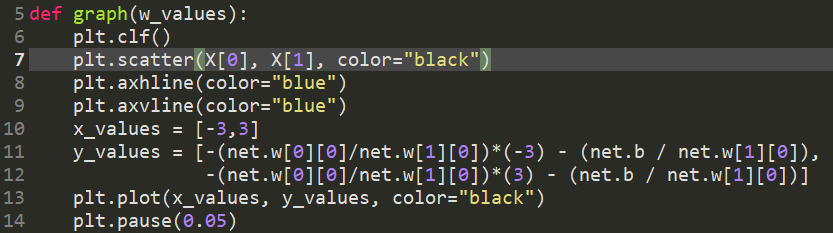 5 def graph(w_values):
6     plt.clf()
7     plt.scatter(X[0], X[1], color="black")
8     plt.axhline(color="blue")
9     plt.axvline(color="blue")
10     x_values = [-3,3]
11     y_values = [-(net.w[0][0]/net.w[1][0])*(-3) - (net.b / net.w[1][0]),
12                 -(net.w[0][0]/net.w[1][0])*(3) - (net.b / net.w[1][0])]
13     plt.plot(x_values, y_values, color="black")
14     plt.pause(0.05)